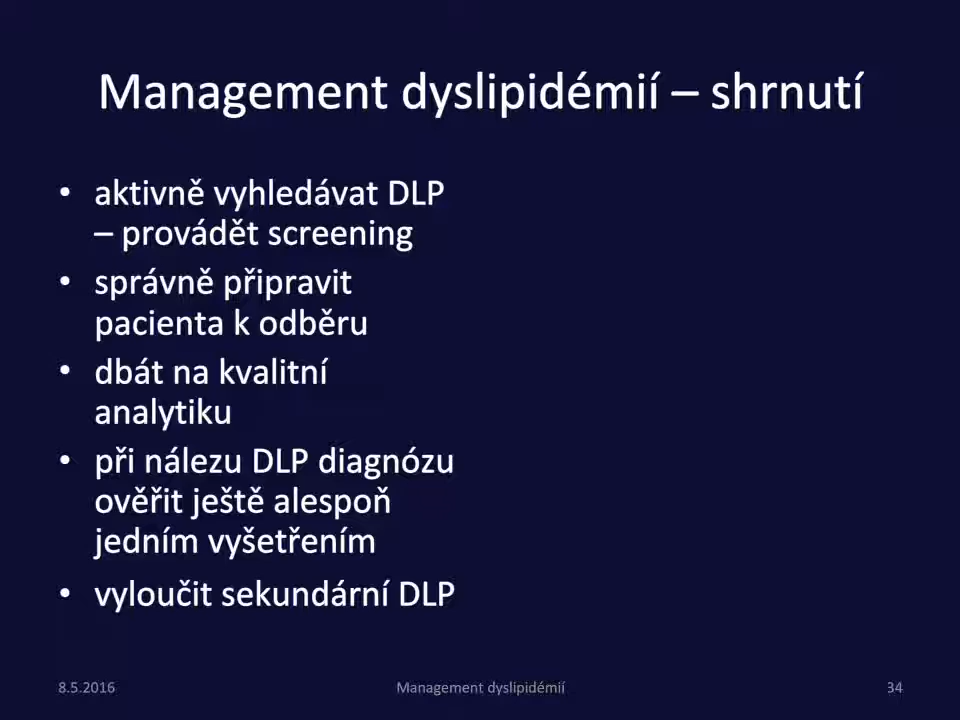 Management dyslipidémií – shrnutí
• aktivně vyhledávat DLP
– provádět screening
• správně připravit
pacienta k odběru
• dbát na kvalitní
analytiku
• při nálezu DLP diagnózu
ověřit ještě alespoň
jedním vyšetřením
• vyloučit sekundární DLP
8.5.2016
Management dyslipidémií
34